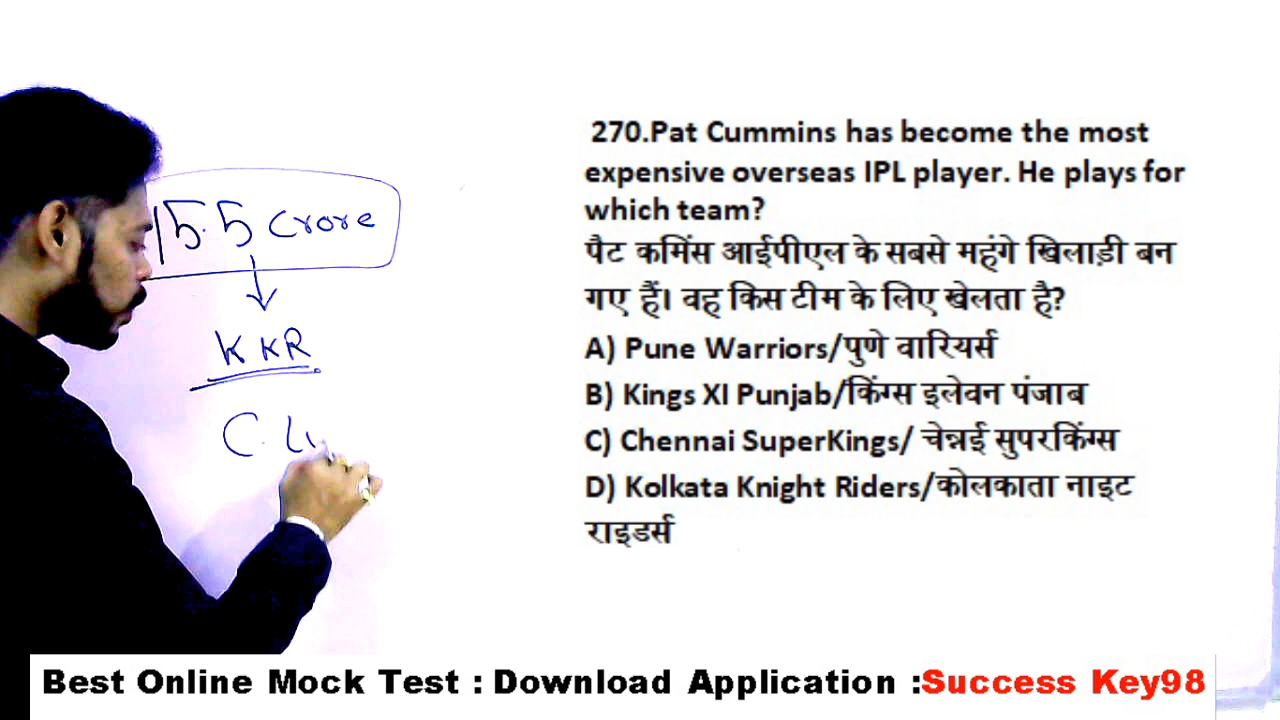 15.5 Crore
KKR
270.Pat Cummins has become the most
expensive overseas IPL player. He plays for
which team?
पैट कमिंस आईपीएल के सबसे महंगे खिलाड़ी बन
गए हैं। वह किस टीम के लिए खेलता है?
A) Pune Warriors/पुणे वारियर्स
B) Kings XI Punjab/किंग्स इलेवन पंजाब
C) Chennai SuperKings/ चेन्नई सुपरकिंग्स
D) Kolkata Knight Riders/कोलकाता नाइट
राइडर्स
Best Online Mock Test : Download Application :Success Key98